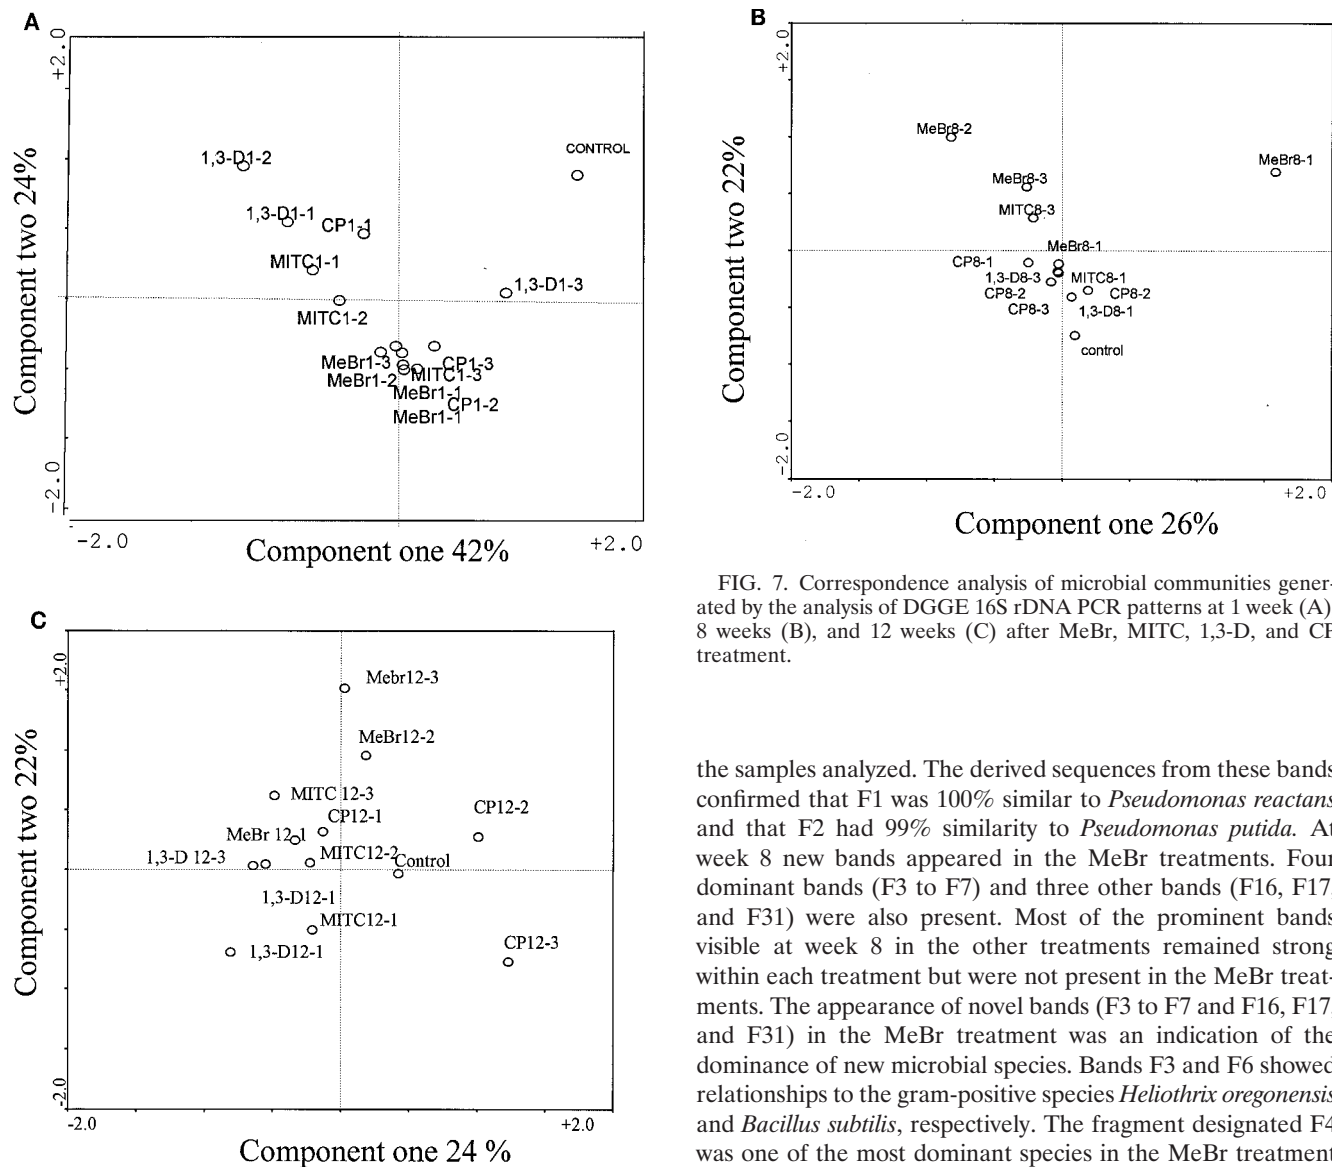 A
+2.0
Component two 24%
-2.0
1,3-D1-2
CONTROL
1,3-D1-1
CP1-1
MITC1-1
1,3-D1-3
MITC1-2
MeBr1-3
CP1-3
MITC1-3
MeBr1-2
MeBr1-1
CP1-2
MeBr1-1
-2.0
+2.0
Component one 42%
B
+2.0
Component two 22%
-2.0
MeBr8-2
MeBr8-1
MeBr8-3
MITC8-3
MeBr8-1
CP8-1
1,3-D8-3
MITC8-1
CP8-2
CP8-2
CP8-3
1,3-D8-1
control
-2.0
+2.0
Component one 26%
FIG. 7. Correspondence analysis of microbial communities gener-
ated by the analysis of DGGE 16S rDNA PCR patterns at 1 week (A)
8 weeks (B), and 12 weeks (C) after MeBr, MITC, 1,3-D, and CP
treatment.
C
+2.0
Component two 22%
-2.0
Mebr12-3
MeBr12-2
MITC 12-3
CP12-2
CP12-1
MeBr 12-1
1,3-D 12-3
MITC12-2
Control
1,3-D12-1
MITC12-1
CP12-3
1,3-D12-1
-2.0
+2.0
Component one 24 %
the samples analyzed. The derived sequences from these bands
confirmed that F1 was 100% similar to Pseudomonas reactans
and that F2 had 99% similarity to Pseudomonas putida. At
week 8 new bands appeared in the MeBr treatments. Four
dominant bands (F3 to F7) and three other bands (F16, F17,
and F31) were also present. Most of the prominent bands
visible at week 8 in the other treatments remained strong
within each treatment but were not present in the MeBr treat-
ments. The appearance of novel bands (F3 to F7 and F16, F17,
and F31) in the MeBr treatment was an indication of the
dominance of new microbial species. Bands F3 and F6 showed
relationships to the gram-positive species Heliothrix oregonensis
and Bacillus subtilis, respectively. The fragment designated F4
was one of the most dominant species in the MeBr treatment